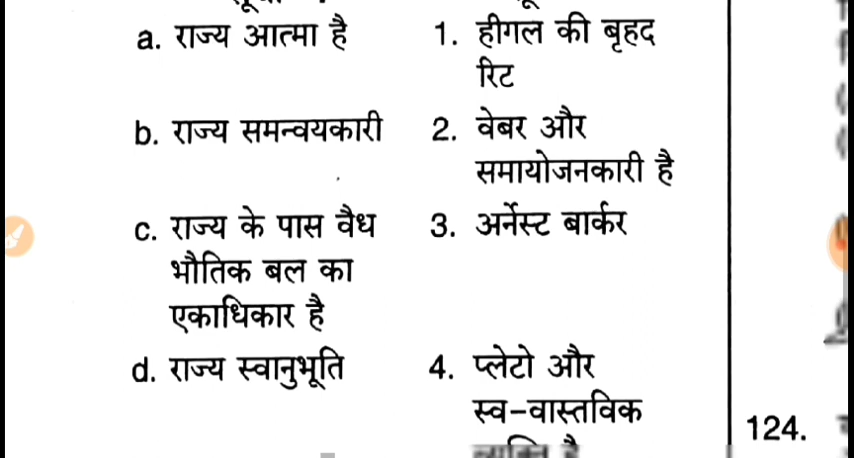 a. राज्य आत्मा है 1. हीगल की बृहद
रिट
b. राज्य समन्वयकारी 2. वेबर और
समायोजनकारी है
c. राज्य के पास वैध 3. अर्नेस्ट बार्कर
भौतिक बल का
एकाधिकार है
d. राज्य स्वानुभूति 4. प्लेटो और
स्व-वास्तविक
124.